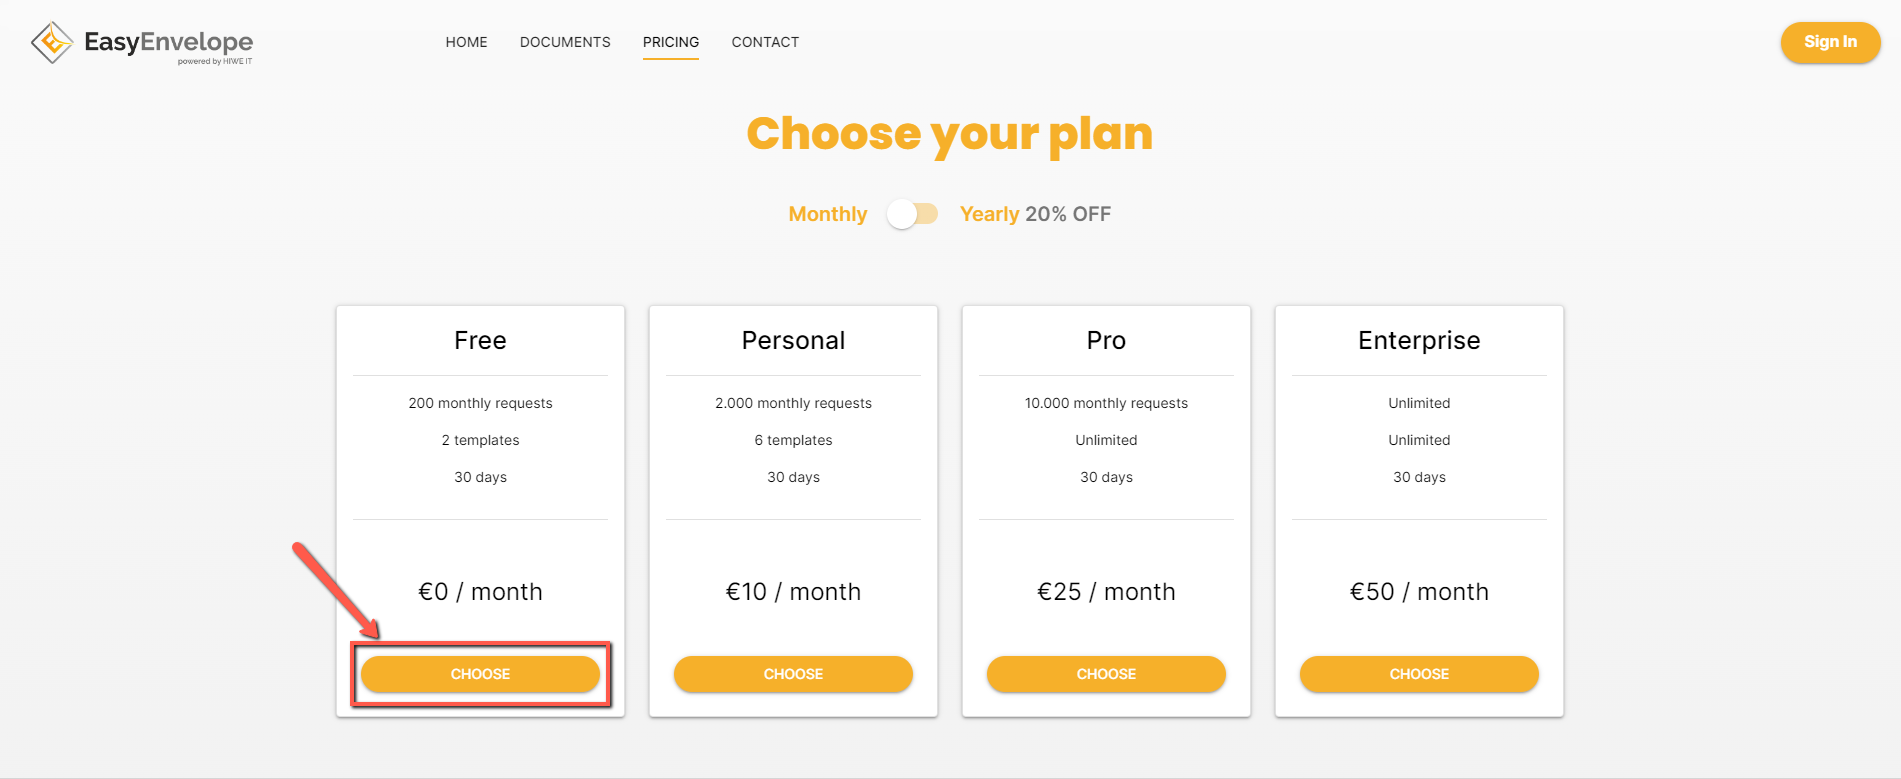 EasyEnvelope
powered by HIWE IT
HOME DOCUMENTS PRICING CONTACT
Sign In
Choose your plan
Monthly Yearly 20% OFF
Free
200 monthly requests
2 templates
30 days
€0 / month
CHOOSE
Personal
2.000 monthly requests
6 templates
30 days
€10 / month
CHOOSE
Pro
10.000 monthly requests
Unlimited
30 days
€25 / month
CHOOSE
Enterprise
Unlimited
Unlimited
30 days
€50 / month
CHOOSE